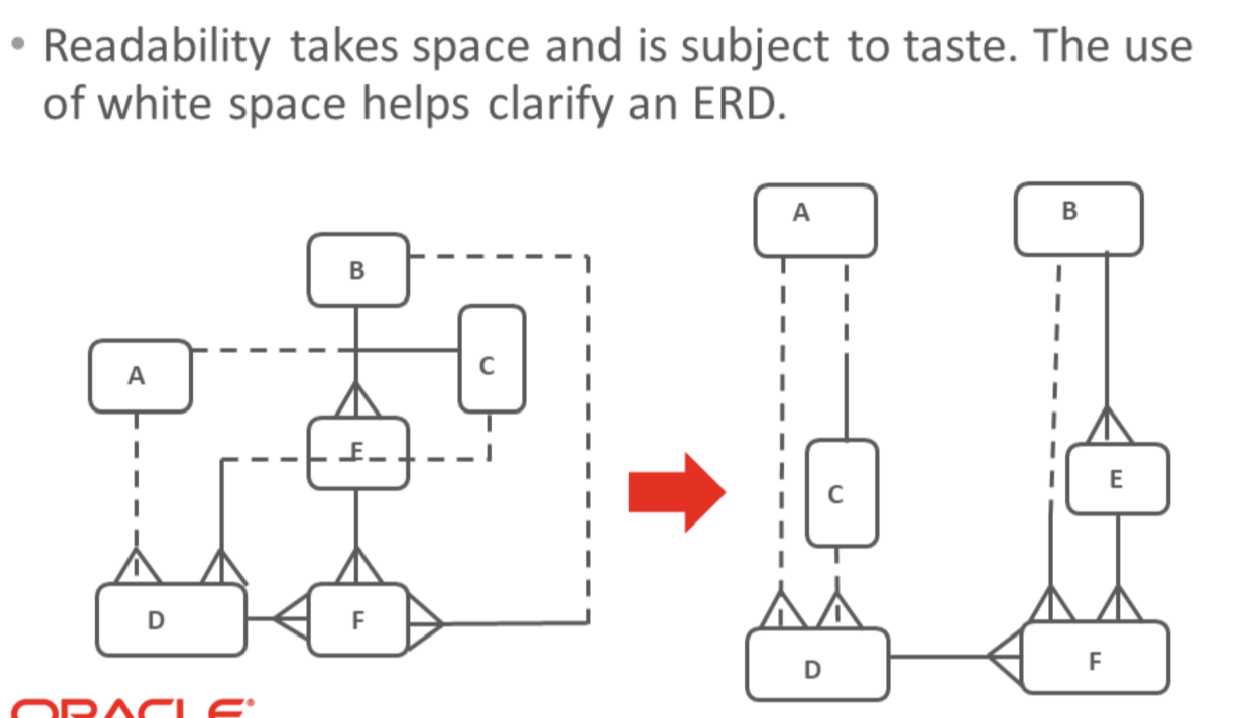 • Readability takes space and is subject to taste. The use
of white space helps clarify an ERD.
B
A
C
E
D
F
A
B
C
E
D
F
ORACLE®